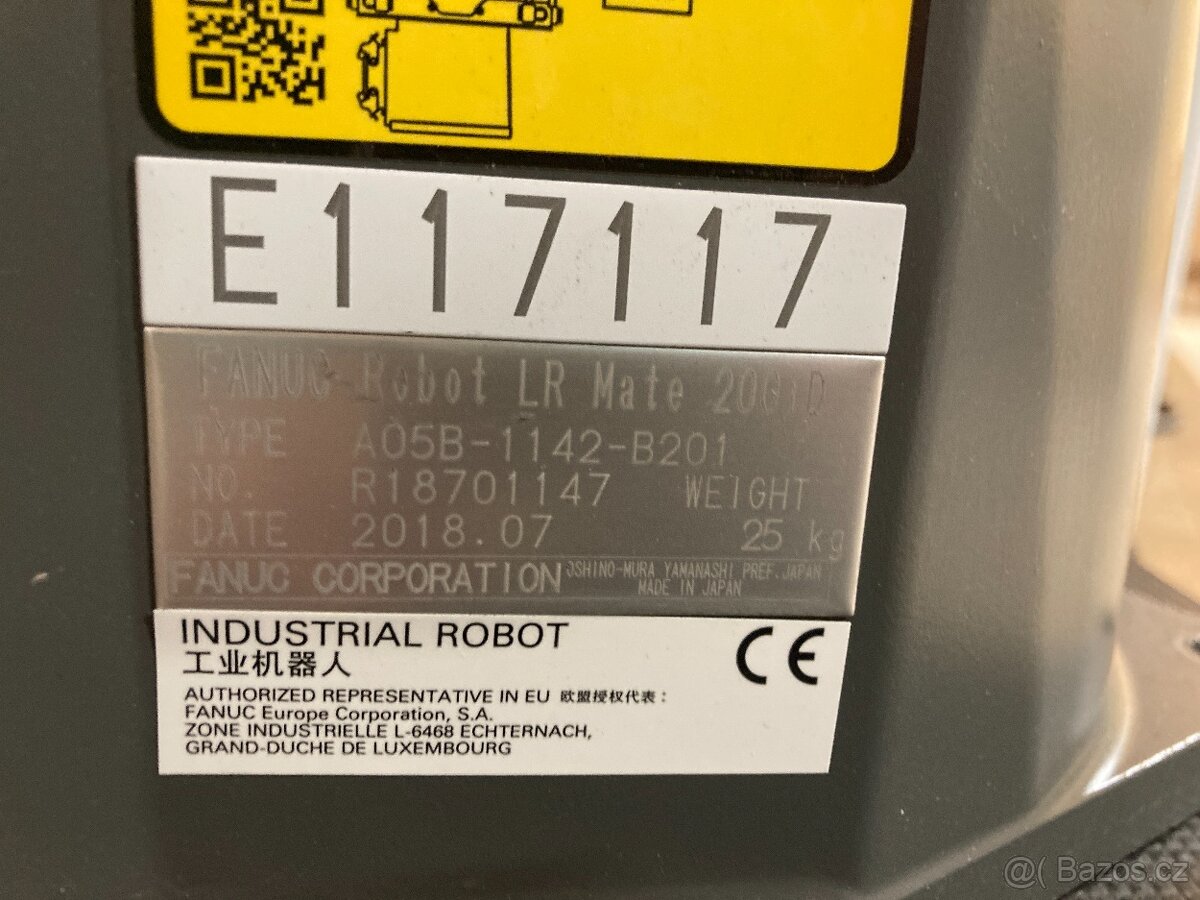 E117117
FANUC Robot LR Mate 200iD
TYPE A05B-1142-B201
NO. R18701147 WEIGHT
DATE 2018.07 25 kg
FANUC CORPORATION OSHINO-MURA YAMANASHI PREF. JAPAN
MADE IN JAPAN
INDUSTRIAL ROBOT
工业机器人
AUTHORIZED REPRESENTATIVE IN EU 欧盟授权代表：
FANUC Europe Corporation, S.A.
ZONE INDUSTRIELLE L-6468 ECHTERNACH,
GRAND-DUCHE DE LUXEMBOURG
CE
@( Bazos.cz